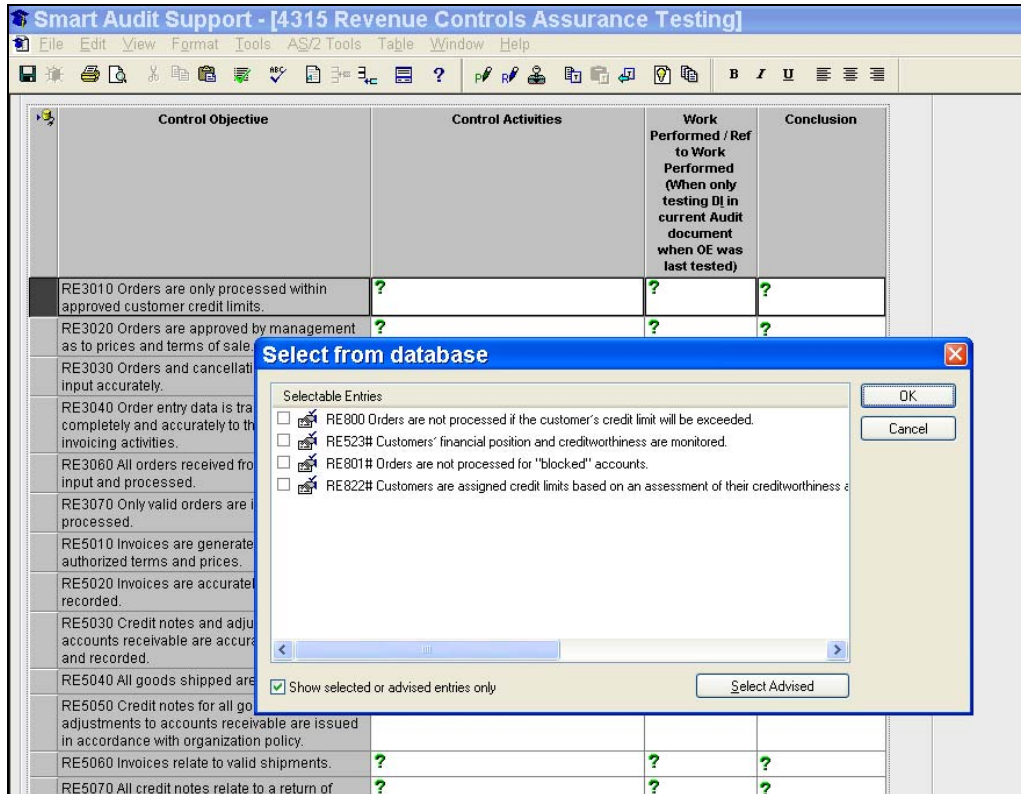 Smart Audit Support - [4315 Revenue Controls Assurance Testing]
File Edit View Format Tools AS/2 Tools Table Window Help
ABC ? P R B I U
Control Objective
Control Activities
Work
Performed / Ref
to Work
Performed
(When only
testing DI in
current Audit
document
when OE was
last tested)
Conclusion
RE3010 Orders are only processed within
approved customer credit limits.
? ? ?
RE3020 Orders are approved by management
as to prices and terms of sale.
? ? ?
RE3030 Orders and cancellati
input accurately.
RE3040 Order entry data is tra
completely and accurately to th
invoicing activities.
RE3060 All orders received fro
input and processed.
RE3070 Only valid orders are i
processed.
RE5010 Invoices are generate
authorized terms and prices.
RE5020 Invoices are accuratel
recorded.
RE5030 Credit notes and adju
accounts receivable are accura
and recorded.
RE5040 All goods shipped are
RE5050 Credit notes for all go
adjustments to accounts receivable are issued
in accordance with organization policy.
RE5060 Invoices relate to valid shipments.
? ? ?
RE5070 All credit notes relate to a return of
? ? ?
Select from database
Selectable Entries
RE800 Orders are not processed if the customer's credit limit will be exceeded.
RE523# Customers' financial position and creditworthiness are monitored.
RE801# Orders are not processed for "blocked" accounts.
RE822# Customers are assigned credit limits based on an assessment of their creditworthiness a
OK
Cancel
Show selected or advised entries only
Select Advised